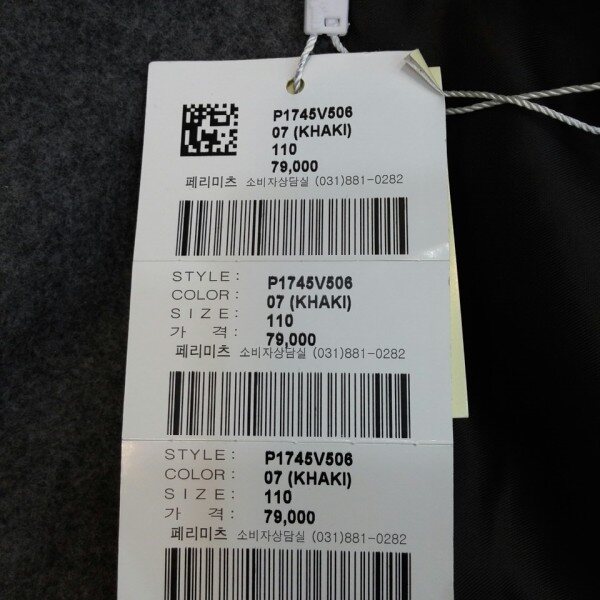 P1745V506
07 (KHAKI)
110
79,000
페리미츠 소비자상담실 (031)881-0282
STYLE: P1745V506
COLOR: 07 (KHAKI)
SIZE: 110
가 격: 79,000
페리미츠 소비자상담실 (031)881-0282
STYLE: P1745V506
COLOR: 07 (KHAKI)
SIZE: 110
가 격: 79,000
페리미츠 소비자상담실 (031)881-0282